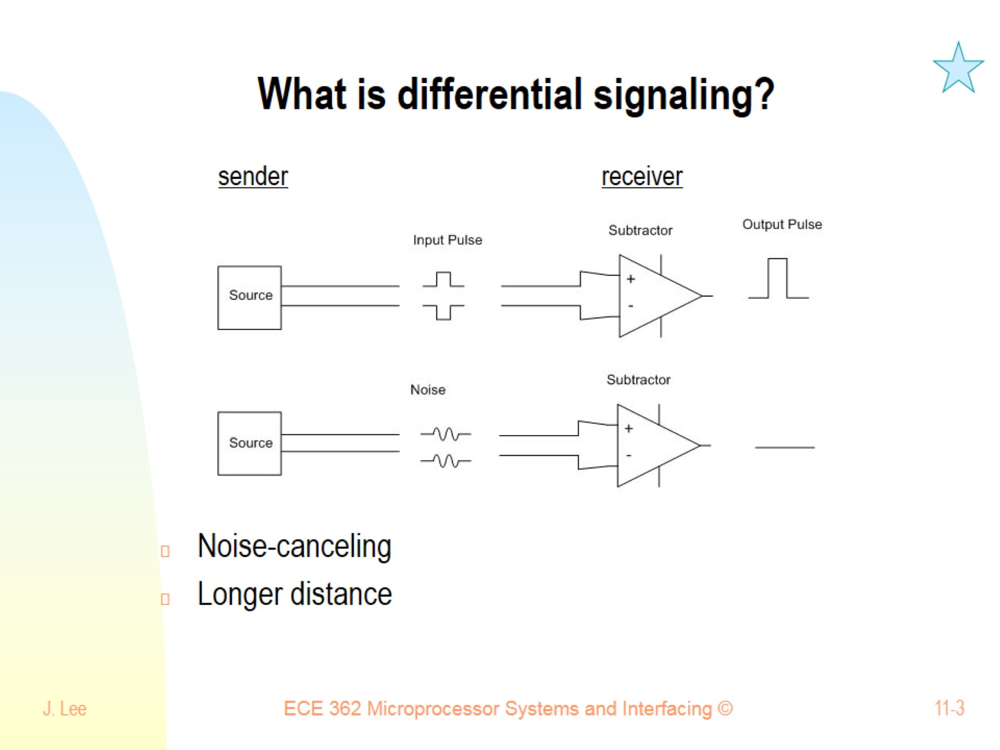 What is differential signaling?
sender
receiver
Input Pulse
Subtractor
Output Pulse
Source
+
-
Noise
Subtractor
Source
+
-
Noise-canceling
Longer distance
J. Lee
ECE 362 Microprocessor Systems and Interfacing ©
11-3